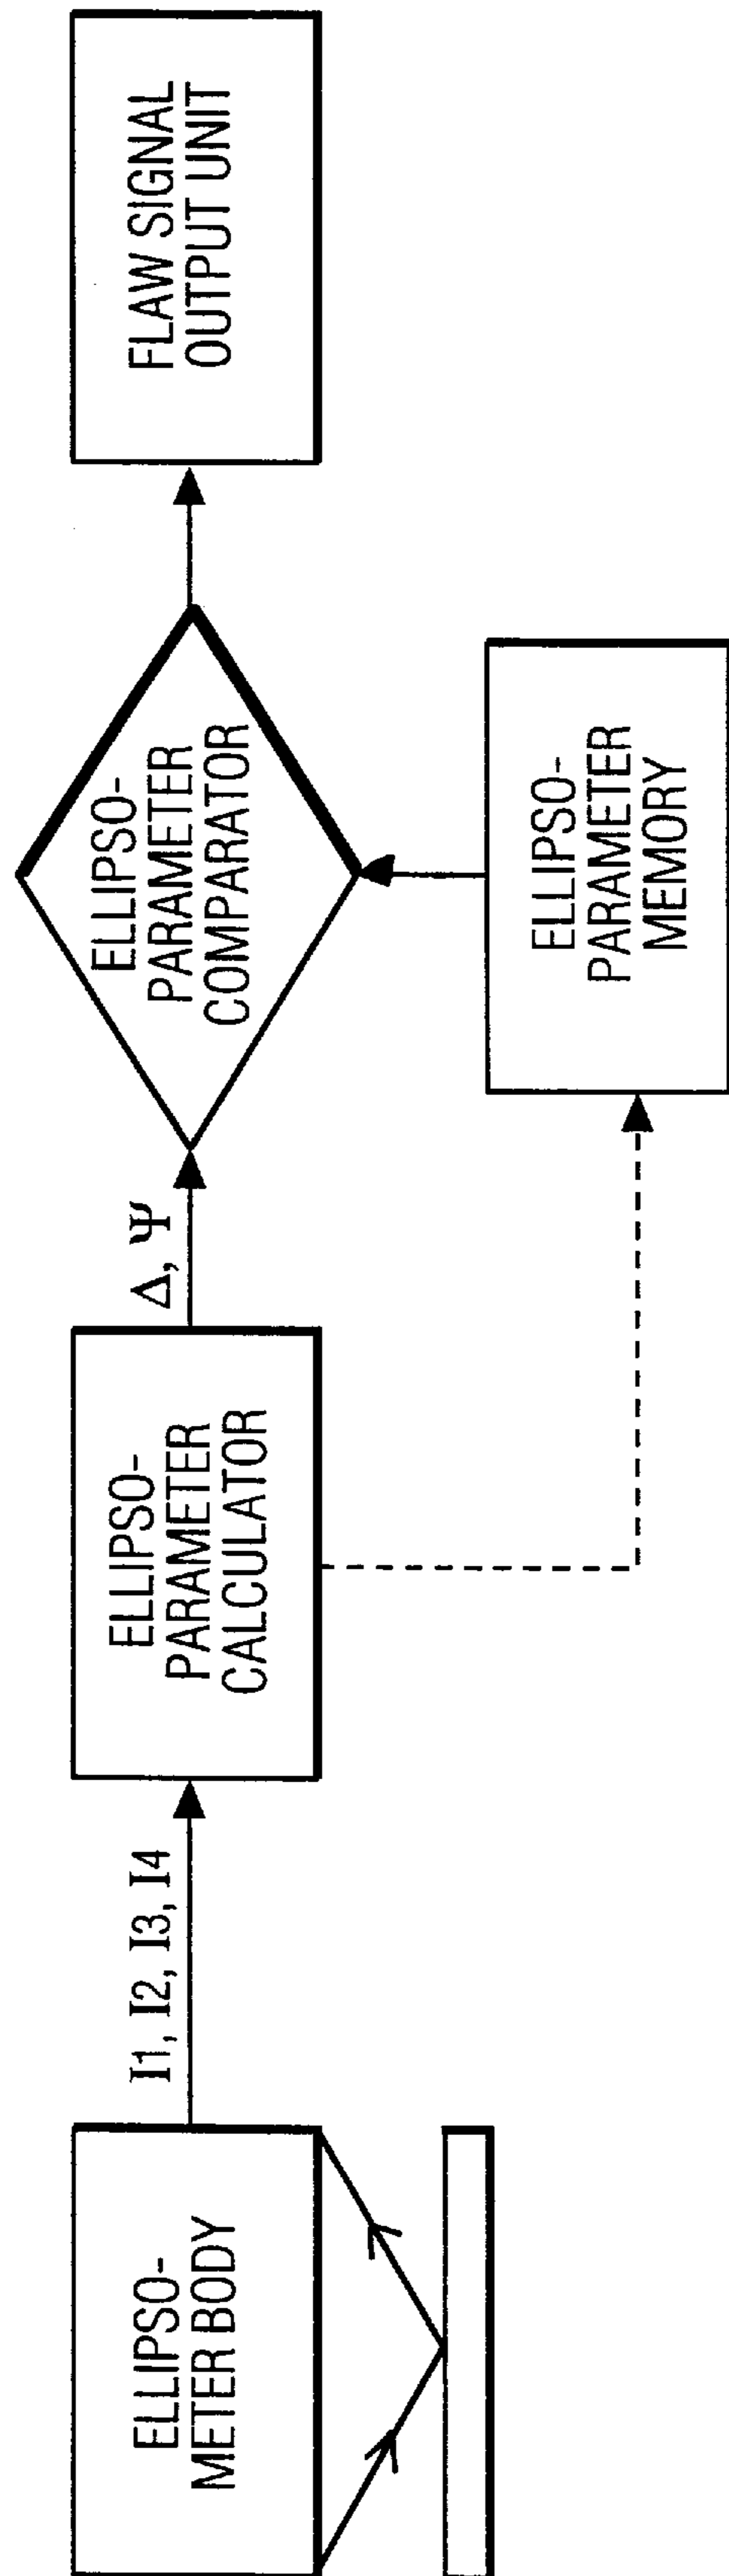 ELLIPSO-
METER BODY
I1, I2, I3, I4
ELLIPSO-
PARAMETER
CALCULATOR
Δ, Ψ
ELLIPSO-
PARAMETER
COMPARATOR
ELLIPSO-
PARAMETER
MEMORY
FLAW SIGNAL
OUTPUT UNIT